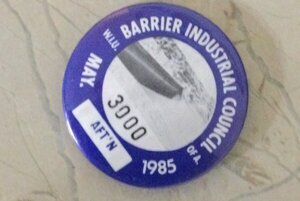 W.I.U. BARRIER INDUSTRIAL COUNCIL OF A.
MAY.
3000
AFT'N
1985